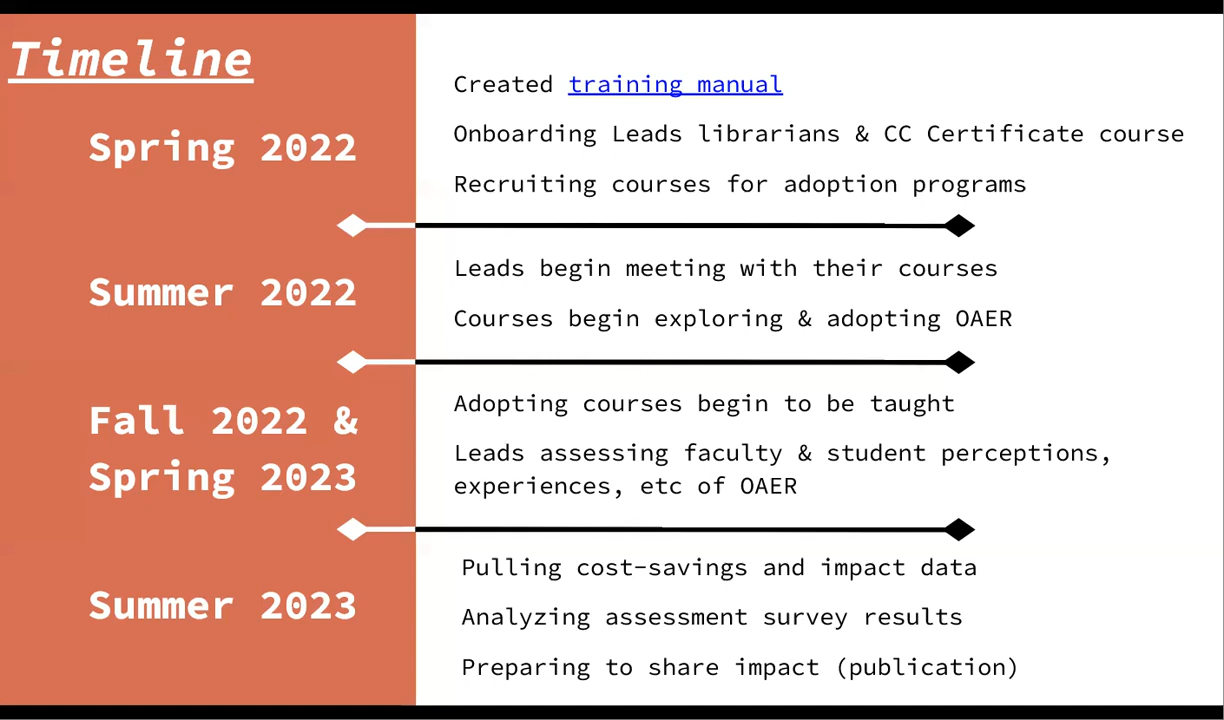 Timeline
Spring 2022
Created training manual
Onboarding Leads librarians & CC Certificate course
Recruiting courses for adoption programs
Summer 2022
Leads begin meeting with their courses
Courses begin exploring & adopting OAER
Fall 2022 &
Spring 2023
Adopting courses begin to be taught
Leads assessing faculty & student perceptions,
experiences, etc of OAER
Summer 2023
Pulling cost-savings and impact data
Analyzing assessment survey results
Preparing to share impact (publication)